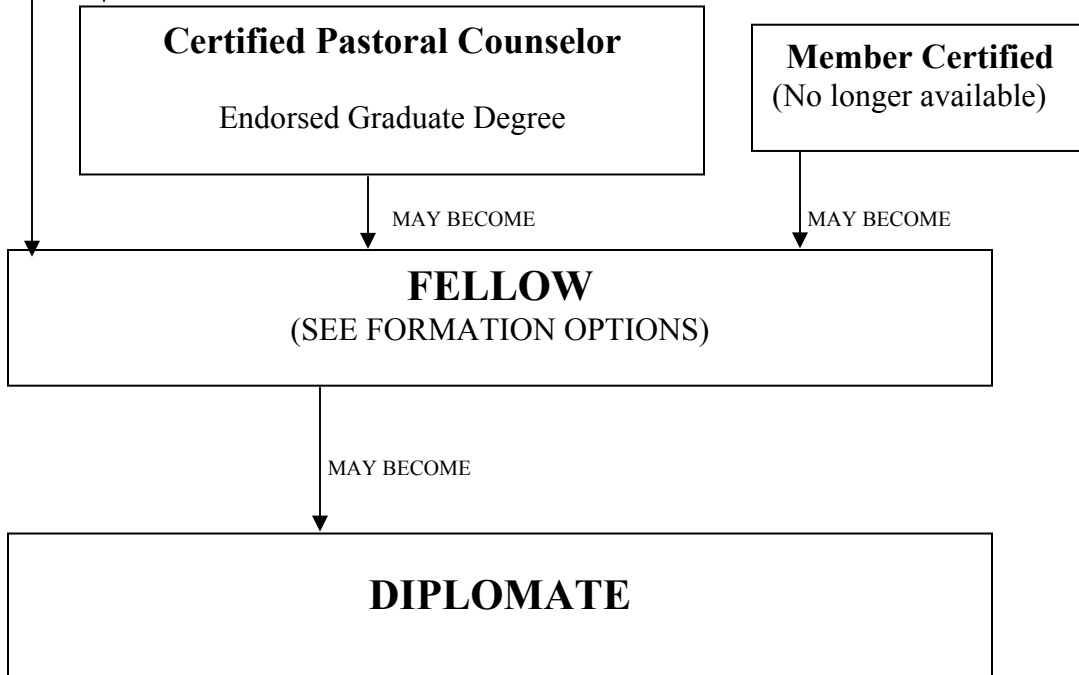 Certified Pastoral Counselor
Endorsed Graduate Degree
Member Certified
(No longer available)
MAY BECOME
MAY BECOME
FELLOW
(SEE FORMATION OPTIONS)
MAY BECOME
DIPLOMATE